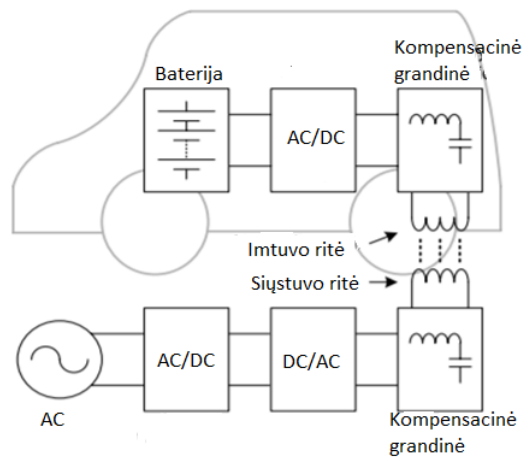 Kompensacinė
grandinė
Baterija
AC/DC
Imtuvo ritė
Siųstuvo ritė
AC/DC
DC/AC
AC
Kompensacinė
grandinė